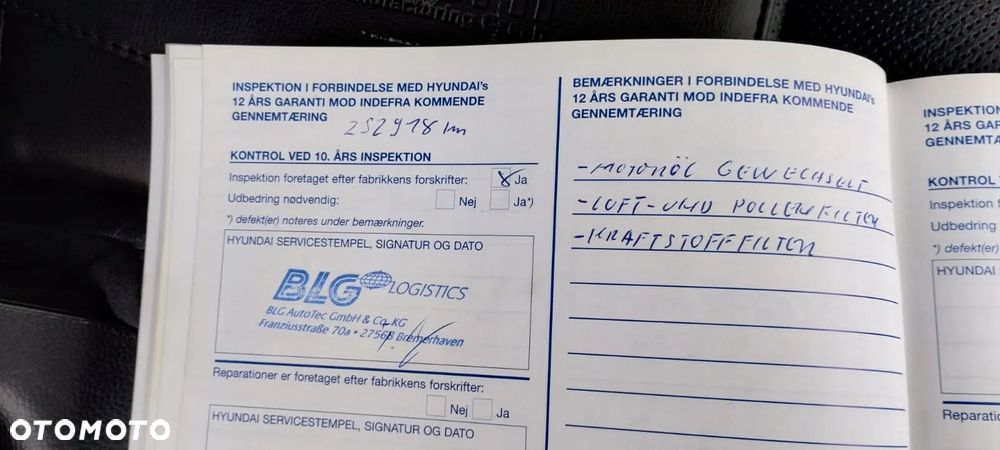 INSPEKTION I FORBINDELSE MED HYUNDAI's
12 ÅRS GARANTI MOD INDEFRA KOMMENDE
GENNEMTÆRING
252918 km
KONTROL VED 10. ÅRS INSPEKTION
Inspektion foretaget efter fabrikkens forskrifter: Ja
Udbedring nødvendig: Nej Ja*)
*) defekt(er) noteres under bemærkninger.
HYUNDAI SERVICESTEMPEL, SIGNATUR OG DATO
BLG LOGISTICS
BLG AutoTec GmbH & Co. KG
Franziusstraße 70a • 27568 Bremerhaven
Reparationer er foretaget efter fabrikkens forskrifter:
Nej Ja
HYUNDAI SERVICESTEMPEL, SIGNATUR OG DATO
BEMÆRKNINGER I FORBINDELSE MED HYUNDAI's
12 ÅRS GARANTI MOD INDEFRA KOMMENDE
GENNEMTÆRING
- MOTORÖL GEWECHSELT
- LUFT- UND POLLENFILTER
- KRAFTSTOFFFILTER
INSPEKTION
12 ÅRS GAR
GENNEMTÆ
KONTROL
Inspektion f
Udbedring
*) defekt(er)
HYUNDAI
Reparation
OTOMOTO